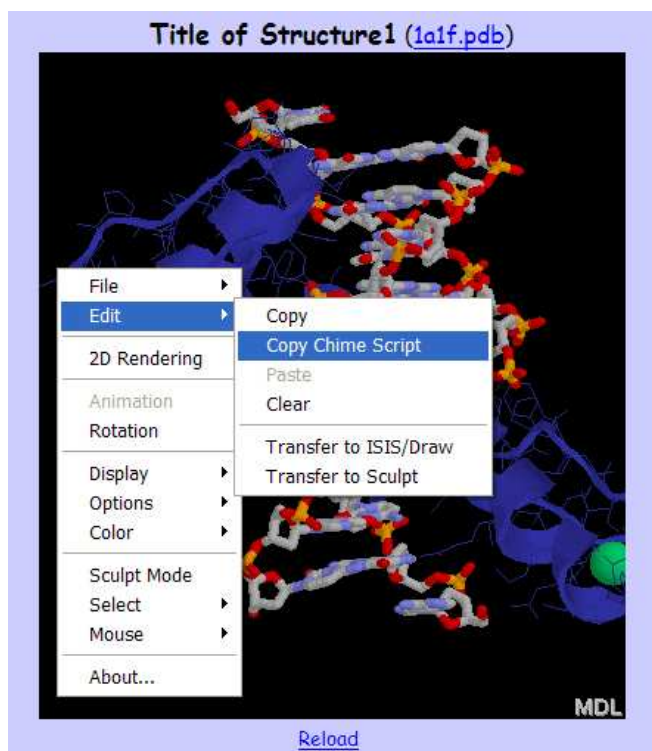 Title of Structure1 (1a1f.pdb)
File
Edit
2D Rendering
Animation
Rotation
Display
Options
Color
Sculpt Mode
Select
Mouse
About...
Copy
Copy Chime Script
Paste
Clear
Transfer to ISIS/Draw
Transfer to Sculpt
MDL
Reload